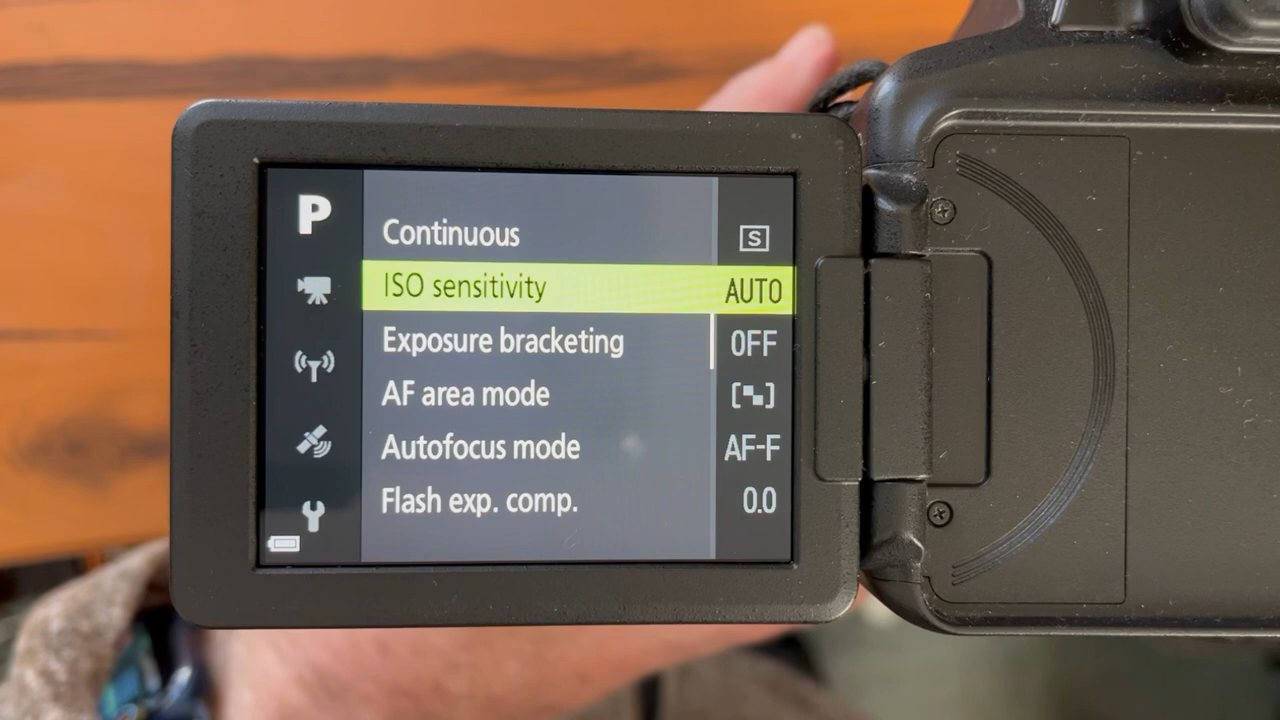 P
Continuous S
ISO sensitivity AUTO
Exposure bracketing OFF
AF area mode
Autofocus mode AF-F
Flash exp. comp. 0.0